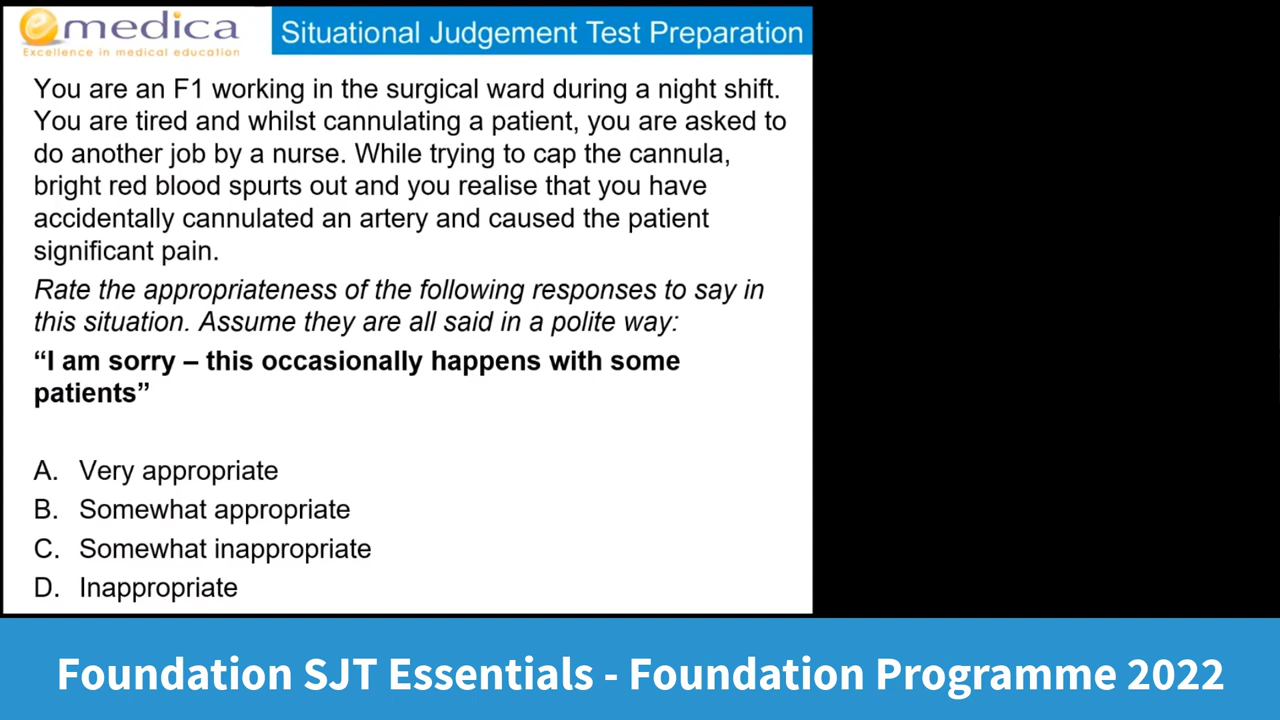 emedica
Excellence in medical education
Situational Judgement Test Preparation
You are an F1 working in the surgical ward during a night shift.
You are tired and whilst cannulating a patient, you are asked to
do another job by a nurse. While trying to cap the cannula,
bright red blood spurts out and you realise that you have
accidentally cannulated an artery and caused the patient
significant pain.
Rate the appropriateness of the following responses to say in
this situation. Assume they are all said in a polite way:
“I am sorry – this occasionally happens with some
patients”
A. Very appropriate
B. Somewhat appropriate
C. Somewhat inappropriate
D. Inappropriate
Foundation SJT Essentials - Foundation Programme 2022